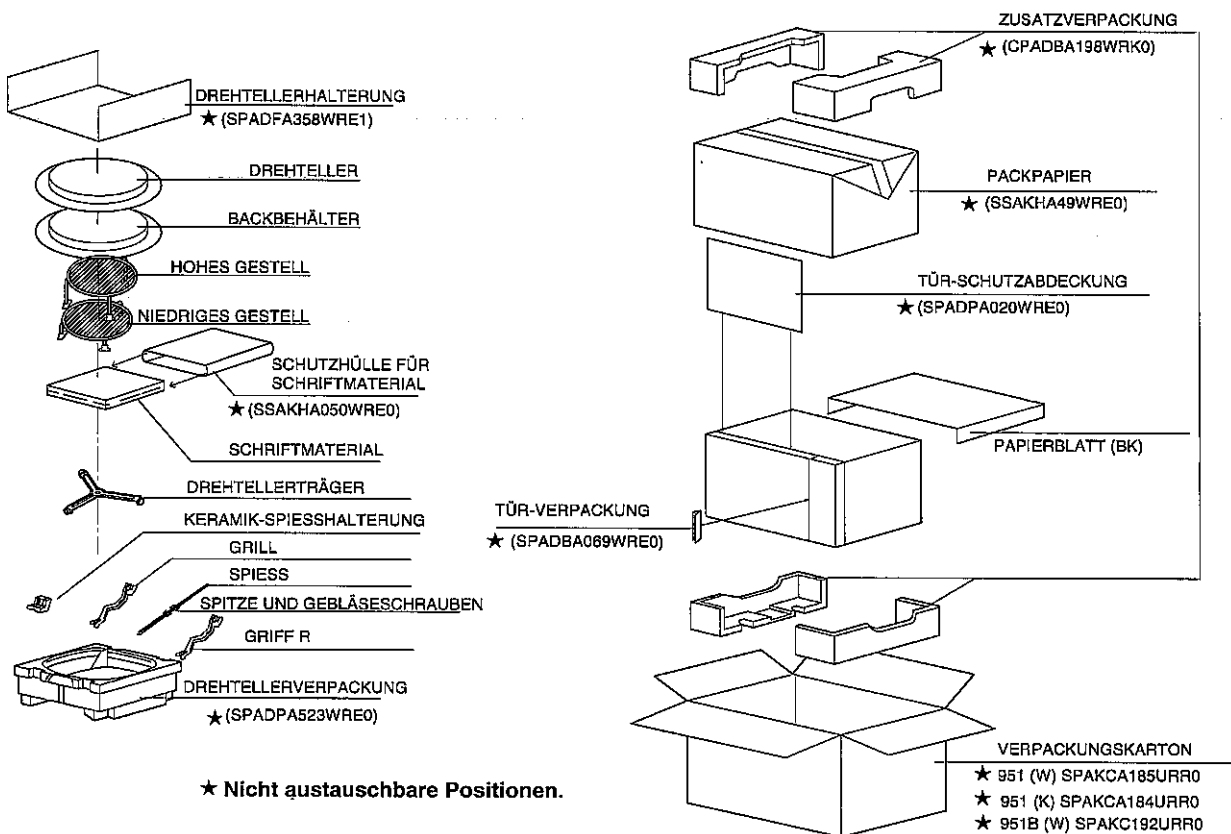 DREHTELLERHALTERUNG
★ (SPADFA358WRE1)
DREHTELLER
BACKBEHÄLTER
HOHES GESTELL
NIEDRIGES GESTELL
SCHUTZHÜLLE FÜR
SCHRIFTMATERIAL
★ (SSAKHA050WRE0)
SCHRIFTMATERIAL
DREHTELLERTRÄGER
KERAMIK-SPIESSHALTERUNG
GRILL
SPIESS
SPITZE UND GEBLÄSESCHRAUBEN
GRIFF R
DREHTELLERVERPACKUNG
★ (SPADPA523WRE0)
★ Nicht austauschbare Positionen.
ZUSATZVERPACKUNG
★ (CPADBA198WRK0)
PACKPAPIER
★ (SSAKHA49WRE0)
TÜR-SCHUTZABDECKUNG
★ (SPADPA020WRE0)
PAPIERBLATT (BK)
TÜR-VERPACKUNG
★ (SPADBA069WRE0)
VERPACKUNGSKARTON
★ 951 (W) SPAKCA185URR0
★ 951 (K) SPAKCA184URR0
★ 951B (W) SPAKC192URR0